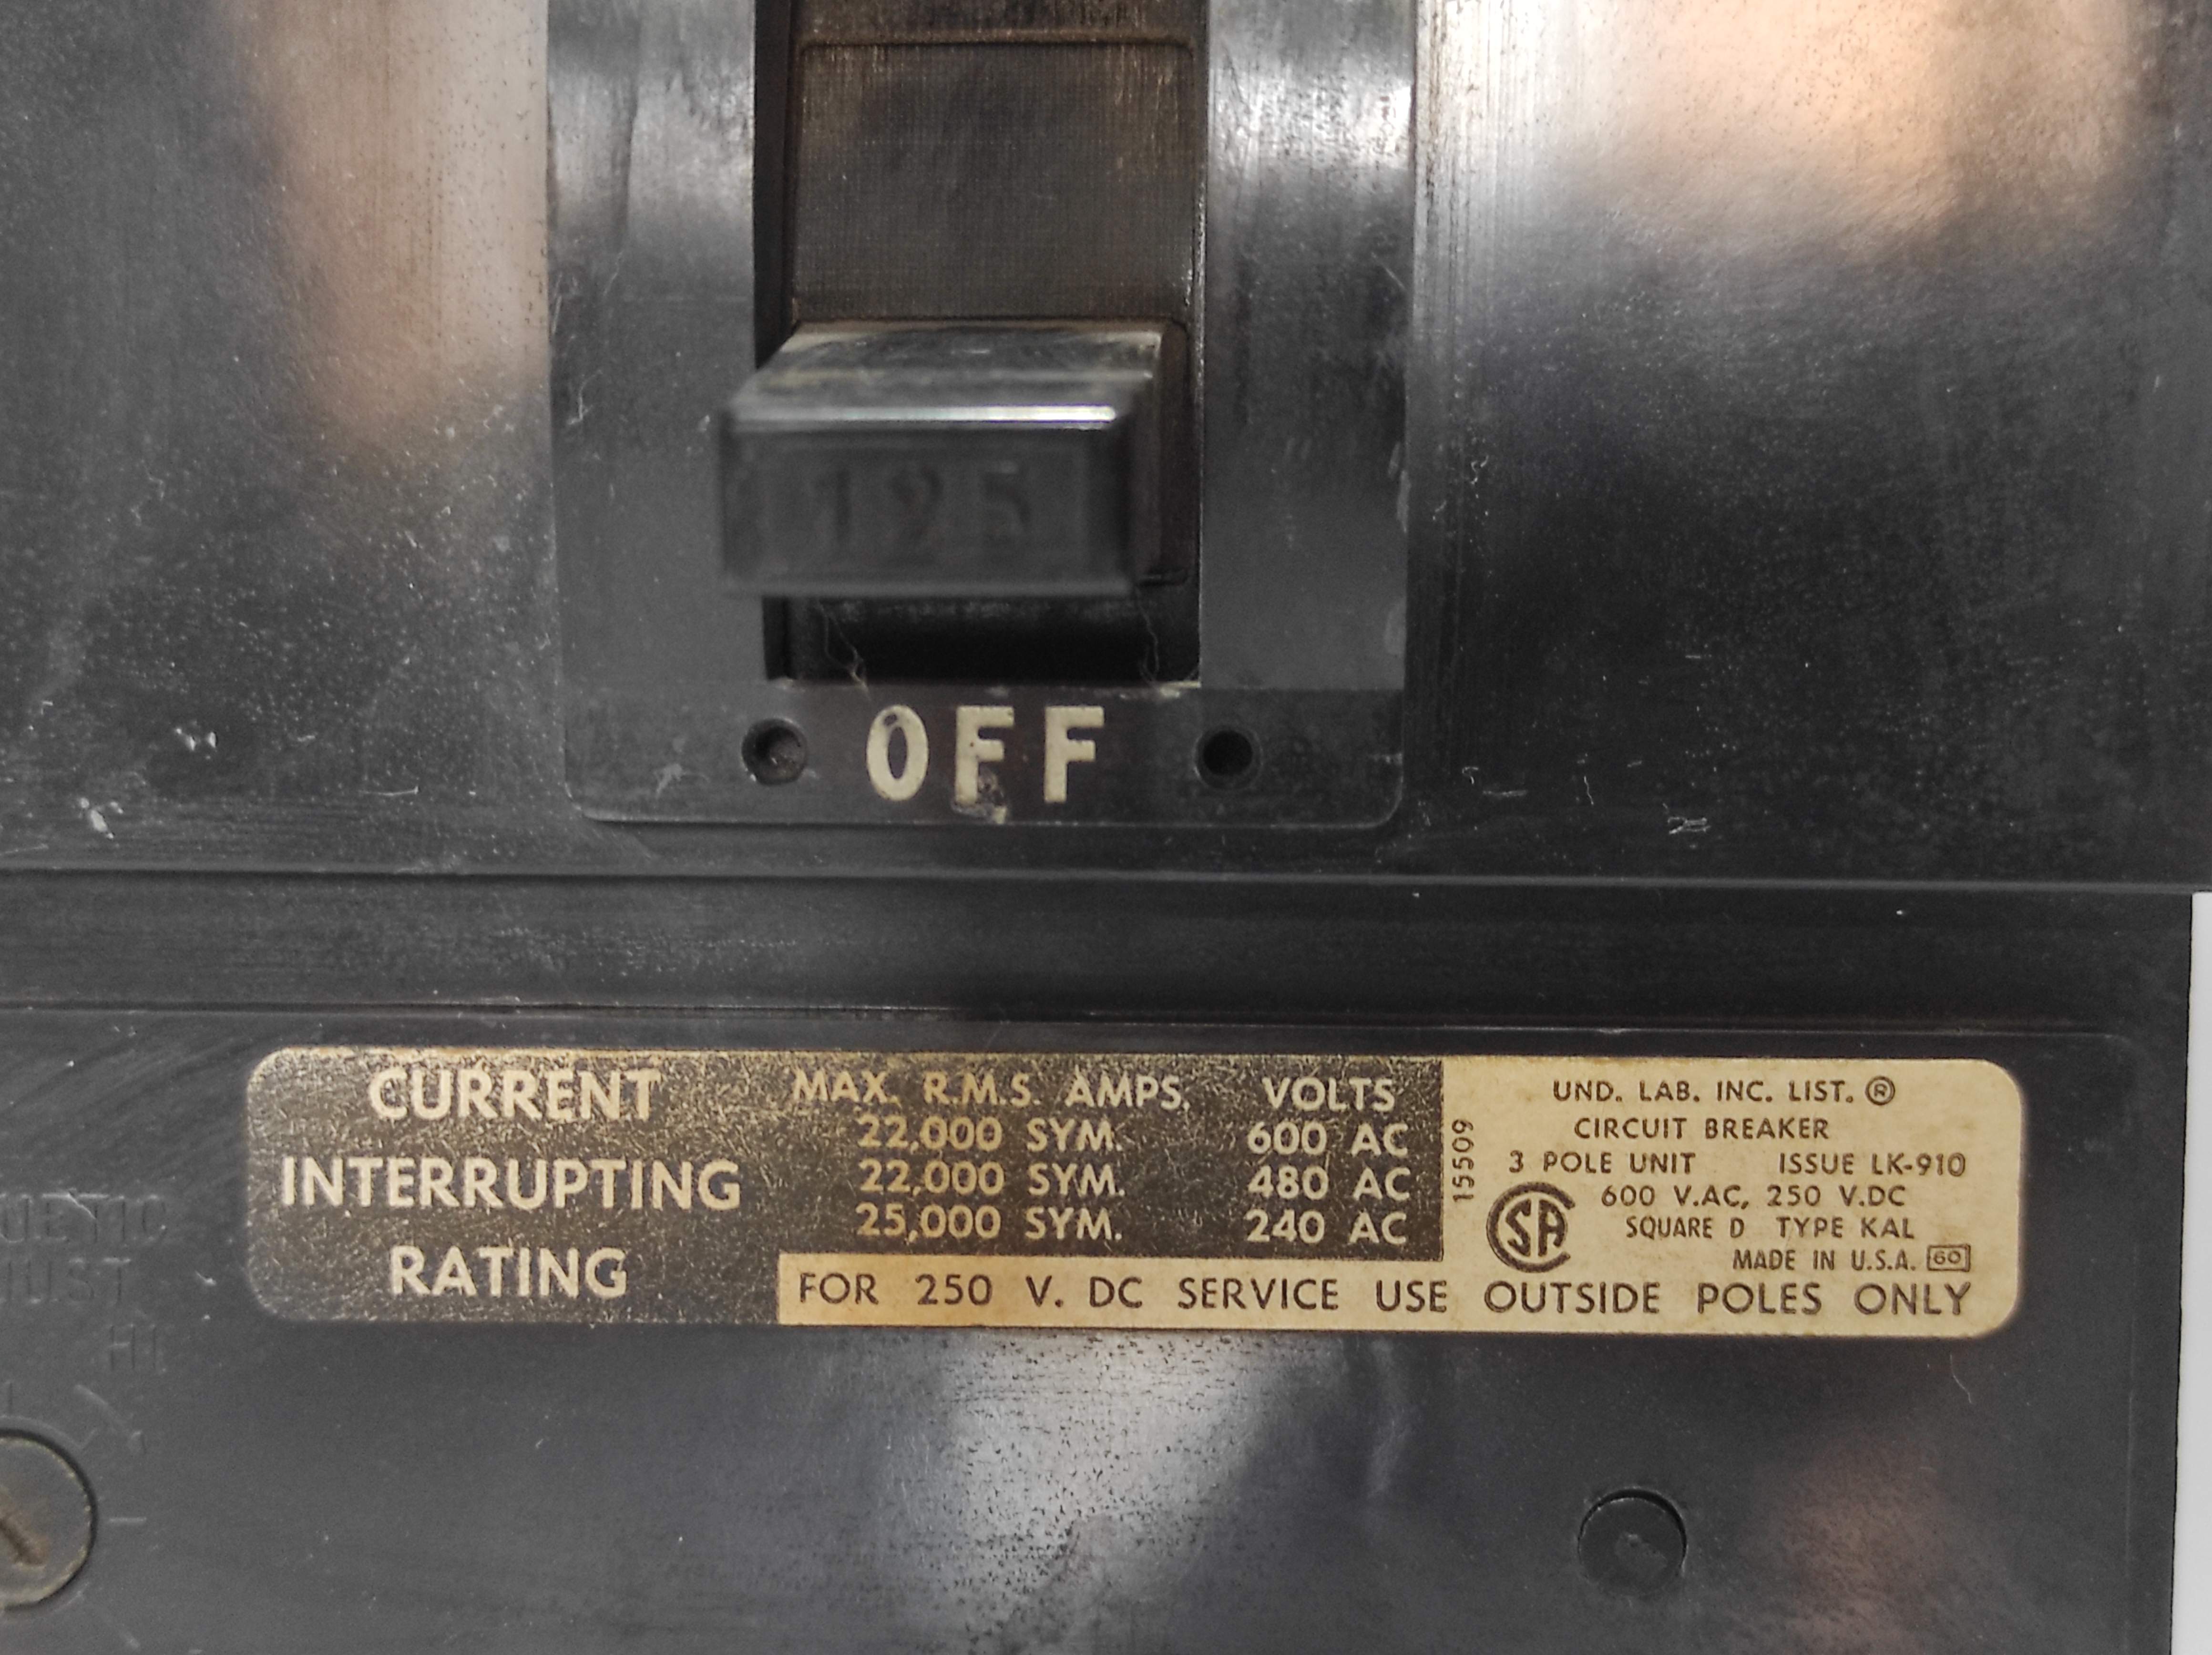 125
OFF
CURRENT
INTERRUPTING
RATING
MAX. R.M.S. AMPS. VOLTS
22,000 SYM. 600 AC
22,000 SYM. 480 AC
25,000 SYM. 240 AC
15509
UND. LAB. INC. LIST. ®
CIRCUIT BREAKER
3 POLE UNIT ISSUE LK-910
600 V.AC, 250 V.DC
SA
SQUARE D TYPE KAL
MADE IN U.S.A. 60
FOR 250 V. DC SERVICE USE OUTSIDE POLES ONLY
HI